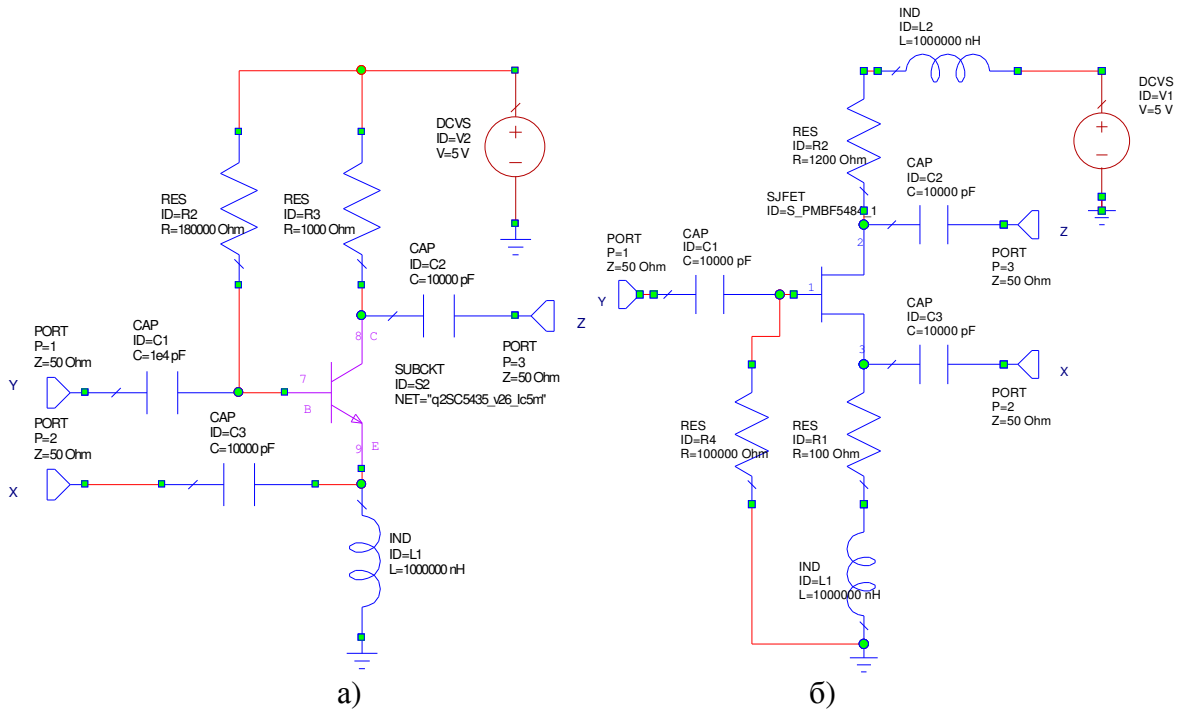 DCVS
ID=V2
V=5 V
RES
ID=R2
R=180000 Ohm
RES
ID=R3
R=1000 Ohm
CAP
ID=C2
C=10000 pF
Z
PORT
P=3
Z=50 Ohm
PORT
P=1
Z=50 Ohm
Y
CAP
ID=C1
C=1e4 pF
8
C
7
B
9
E
SUBCKT
ID=S2
NET="q2SC5435_v26_Ic5m"
PORT
P=2
Z=50 Ohm
X
CAP
ID=C3
C=10000 pF
IND
ID=L1
L=1000000 nH
а)
IND
ID=L2
L=1000000 nH
DCVS
ID=V1
V=5 V
RES
ID=R2
R=1200 Ohm
CAP
ID=C2
C=10000 pF
SJFET
2
Z
PORT
P=3
Z=50 Ohm
PORT
P=1
Z=50 Ohm
Y
CAP
ID=C1
C=10000 pF
1
3
CAP
ID=C3
C=10000 pF
X
PORT
P=2
Z=50 Ohm
RES
ID=R4
R=100000 Ohm
RES
ID=R1
R=100 Ohm
IND
ID=L1
L=1000000 nH
б)